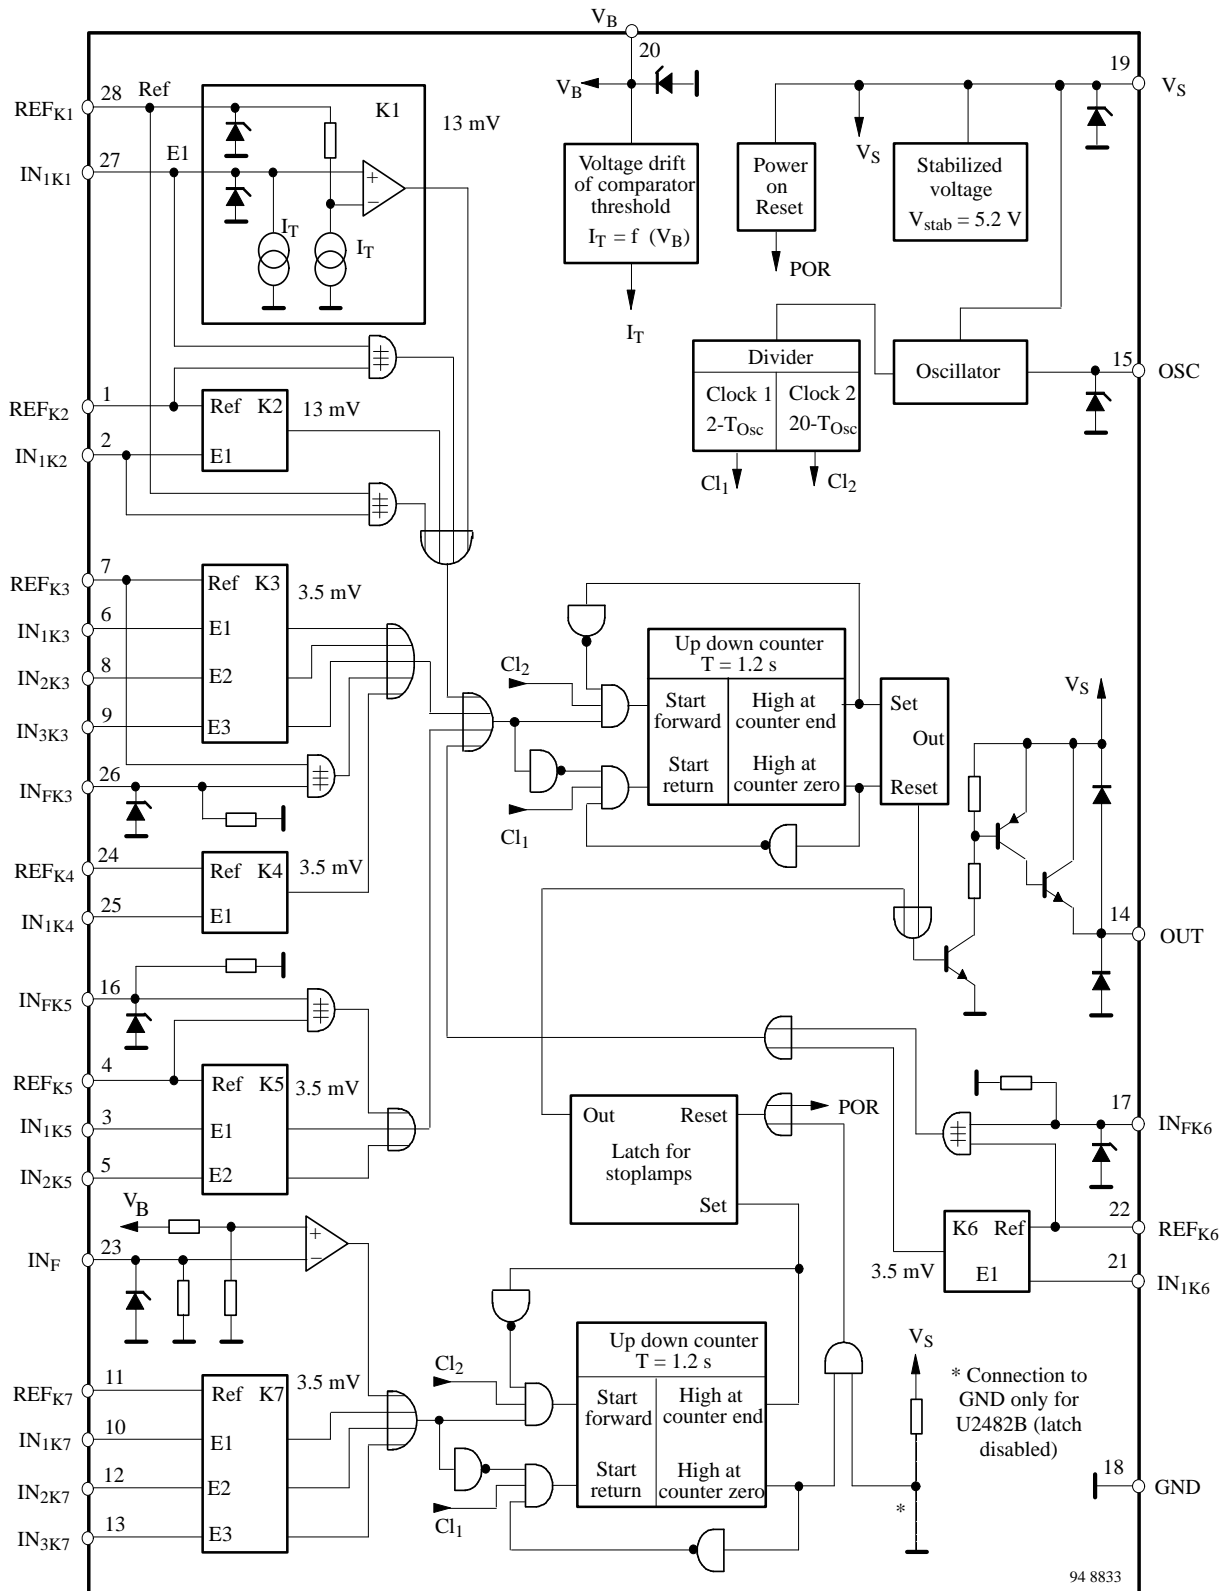 VB
20
VB
28
Ref
REFK1
K1
13 mV
27
E1
IN1K1
+
−
IT
IT
Voltage drift
of comparator
threshold
IT = f (VB)
IT
19
VS
VS
Power
on
Reset
POR
Stabilized
voltage
Vstab = 5.2 V
Divider
Clock 1
2-TOsc
Clock 2
20-TOsc
Cl1
Cl2
Oscillator
15
OSC
1
REFK2
Ref K2
13 mV
2
IN1K2
E1
7
REFK3
Ref K3
3.5 mV
6
IN1K3
E1
8
IN2K3
E2
9
IN3K3
E3
26
INFK3
24
REFK4
Ref K4
3.5 mV
25
IN1K4
E1
Cl2
Cl1
Up down counter
T = 1.2 s
Start
forward
High at
counter end
Start
return
High at
counter zero
Set
Out
Reset
VS
14
OUT
16
INFK5
4
REFK5
Ref K5
3.5 mV
3
IN1K5
E1
5
IN2K5
E2
Out
Reset
Latch for
stoplamps
Set
POR
17
INFK6
22
REFK6
K6 Ref
3.5 mV
E1
21
IN1K6
VB
23
INF
+
−
11
REFK7
Ref K7
3.5 mV
10
IN1K7
E1
12
IN2K7
E2
13
IN3K7
E3
Cl2
Cl1
Up down counter
T = 1.2 s
Start
forward
High at
counter end
Start
return
High at
counter zero
VS
*
* Connection to
GND only for
U2482B (latch
disabled)
18
GND
94 8833